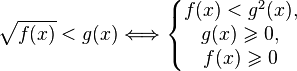 √f(x) < g(x) ⟺ { f(x) < g²(x),
g(x) ⩾ 0,
f(x) ⩾ 0